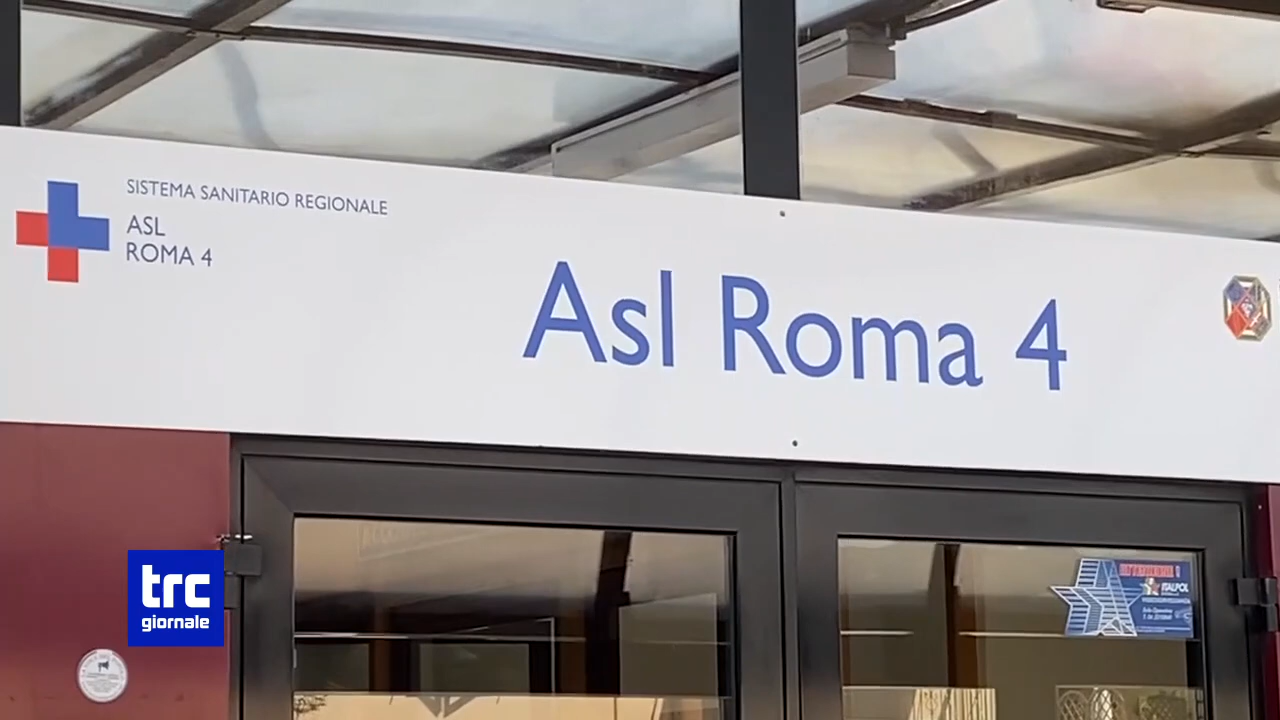 SISTEMA SANITARIO REGIONALE
ASL
ROMA 4
Asl Roma 4
trc
giornale
ITALPOL